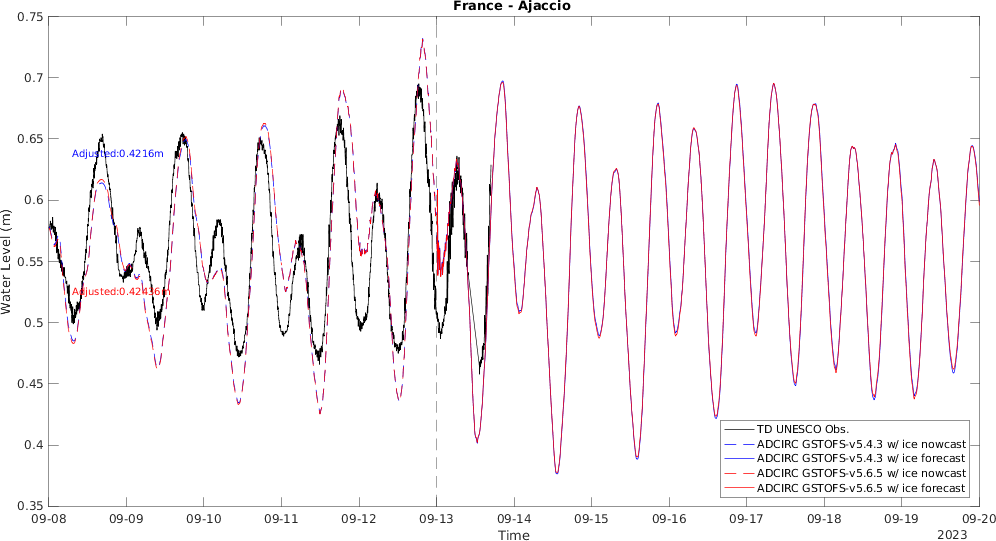 France - Ajaccio
0.75
0.7
0.65
0.6
0.55
0.5
0.45
0.4
0.35
Water Level (m)
Adjusted:0.4216m
Adjusted:0.42436m
TD UNESCO Obs.
ADCIRC GSTOFS-v5.4.3 w/ ice nowcast
ADCIRC GSTOFS-v5.4.3 w/ ice forecast
ADCIRC GSTOFS-v5.6.5 w/ ice nowcast
ADCIRC GSTOFS-v5.6.5 w/ ice forecast
09-08 09-09 09-10 09-11 09-12 09-13 09-14 09-15 09-16 09-17 09-18 09-19 09-20
Time
2023